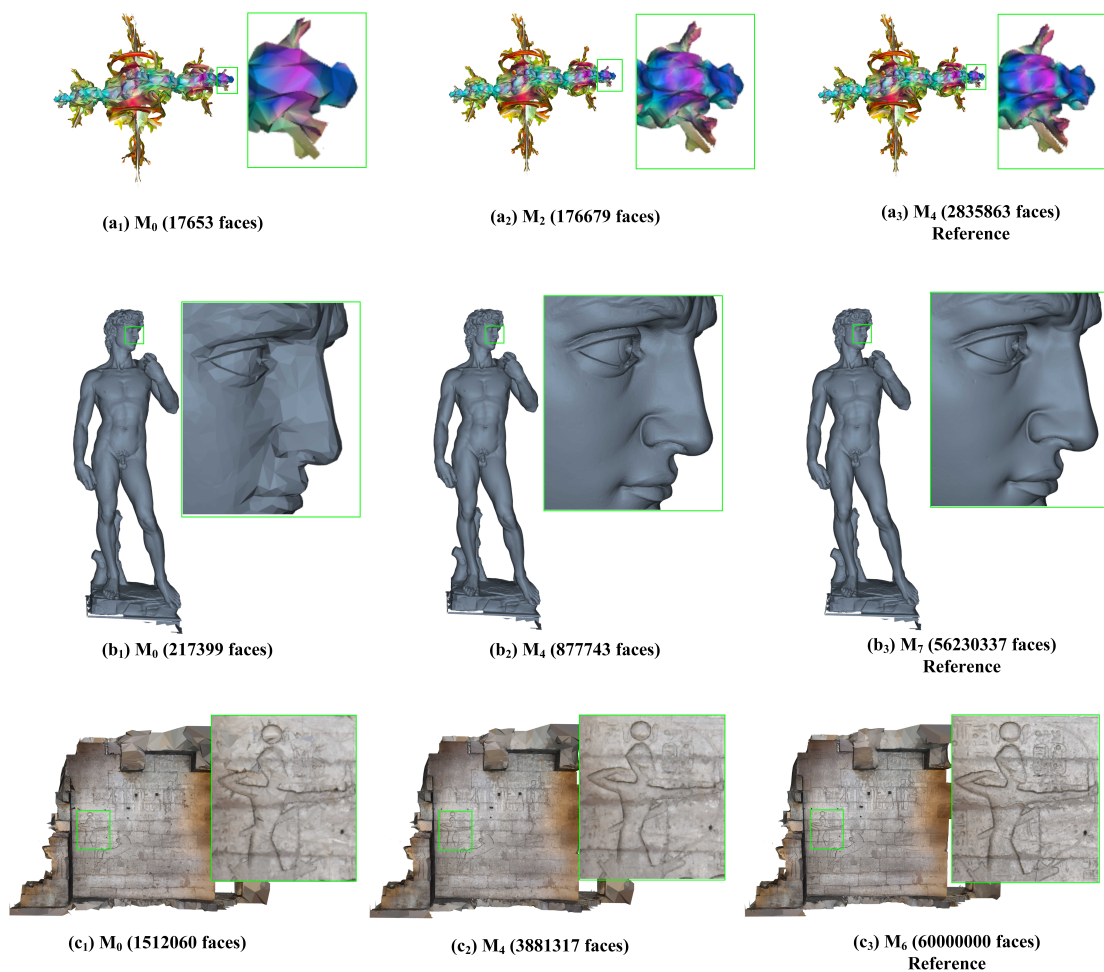 (a₁) M₀ (17653 faces)
(a₂) M₂ (176679 faces)
(a₃) M₄ (2835863 faces)
Reference
(b₁) M₀ (217399 faces)
(b₂) M₄ (877743 faces)
(b₃) M₇ (56230337 faces)
Reference
(c₁) M₀ (1512060 faces)
(c₂) M₄ (3881317 faces)
(c₃) M₆ (60000000 faces)
Reference